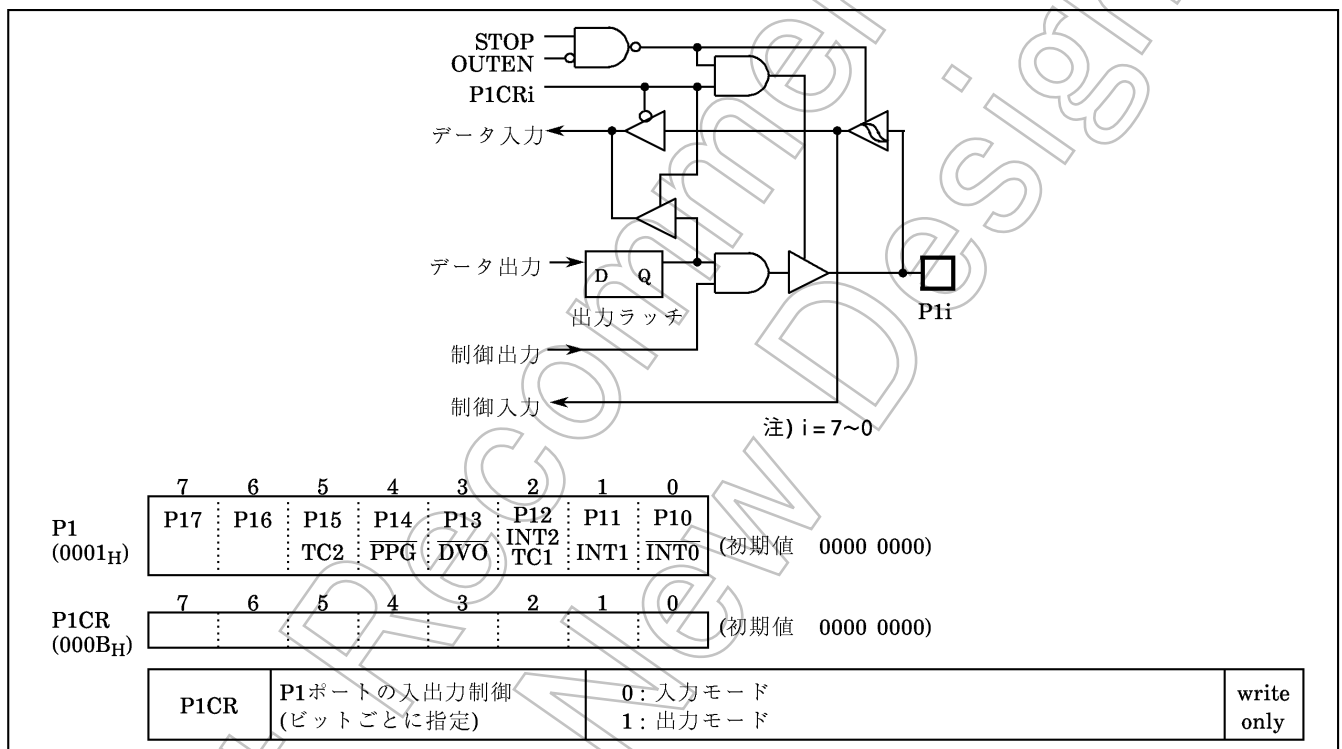 STOP
OUTEN
P1CRi
データ入力
データ出力
D Q
出力ラッチ
P1i
制御出力
制御入力
注) i = 7~0
7 6 5 4 3 2 1 0
P1
(0001H)
P17 P16 P15 P14 P13 P12 P11 P10
TC2 PPG DVO INT2 TC1 INT1 INT0
(初期値 0000 0000)
7 6 5 4 3 2 1 0
P1CR
(000BH)
(初期値 0000 0000)
P1CR
P1ポートの入出力制御
(ビットごとに指定)
0 : 入力モード
1 : 出力モード
write
only